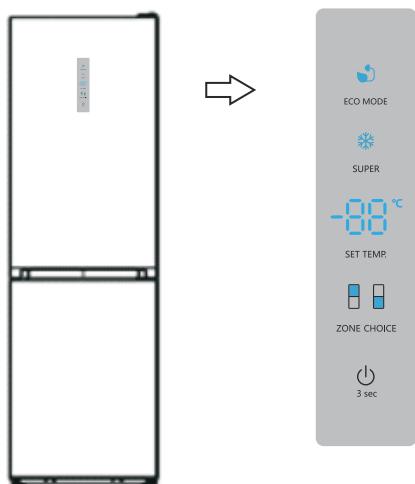 ECO MODE
SUPER
-88 °C
SET TEMP.
ZONE CHOICE
3 sec